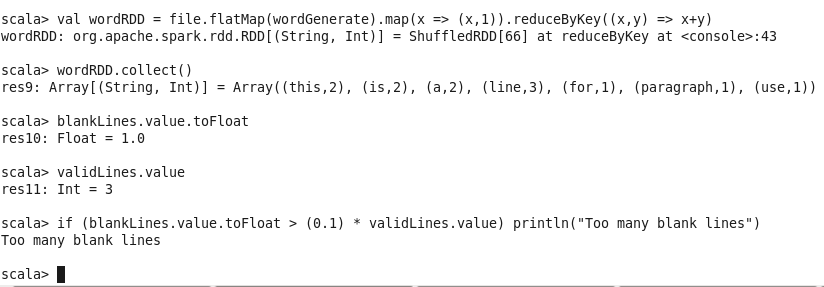 scala> val wordRDD = file.flatMap(wordGenerate).map(x => (x,1)).reduceByKey((x,y) => x+y)
wordRDD: org.apache.spark.rdd.RDD[(String, Int)] = ShuffledRDD[66] at reduceByKey at <console>:43
scala> wordRDD.collect()
res9: Array[(String, Int)] = Array((this,2), (is,2), (a,2), (line,3), (for,1), (paragraph,1), (use,1))
scala> blankLines.value.toFloat
res10: Float = 1.0
scala> validLines.value
res11: Int = 3
scala> if (blankLines.value.toFloat > (0.1) * validLines.value) println("Too many blank lines")
Too many blank lines
scala>